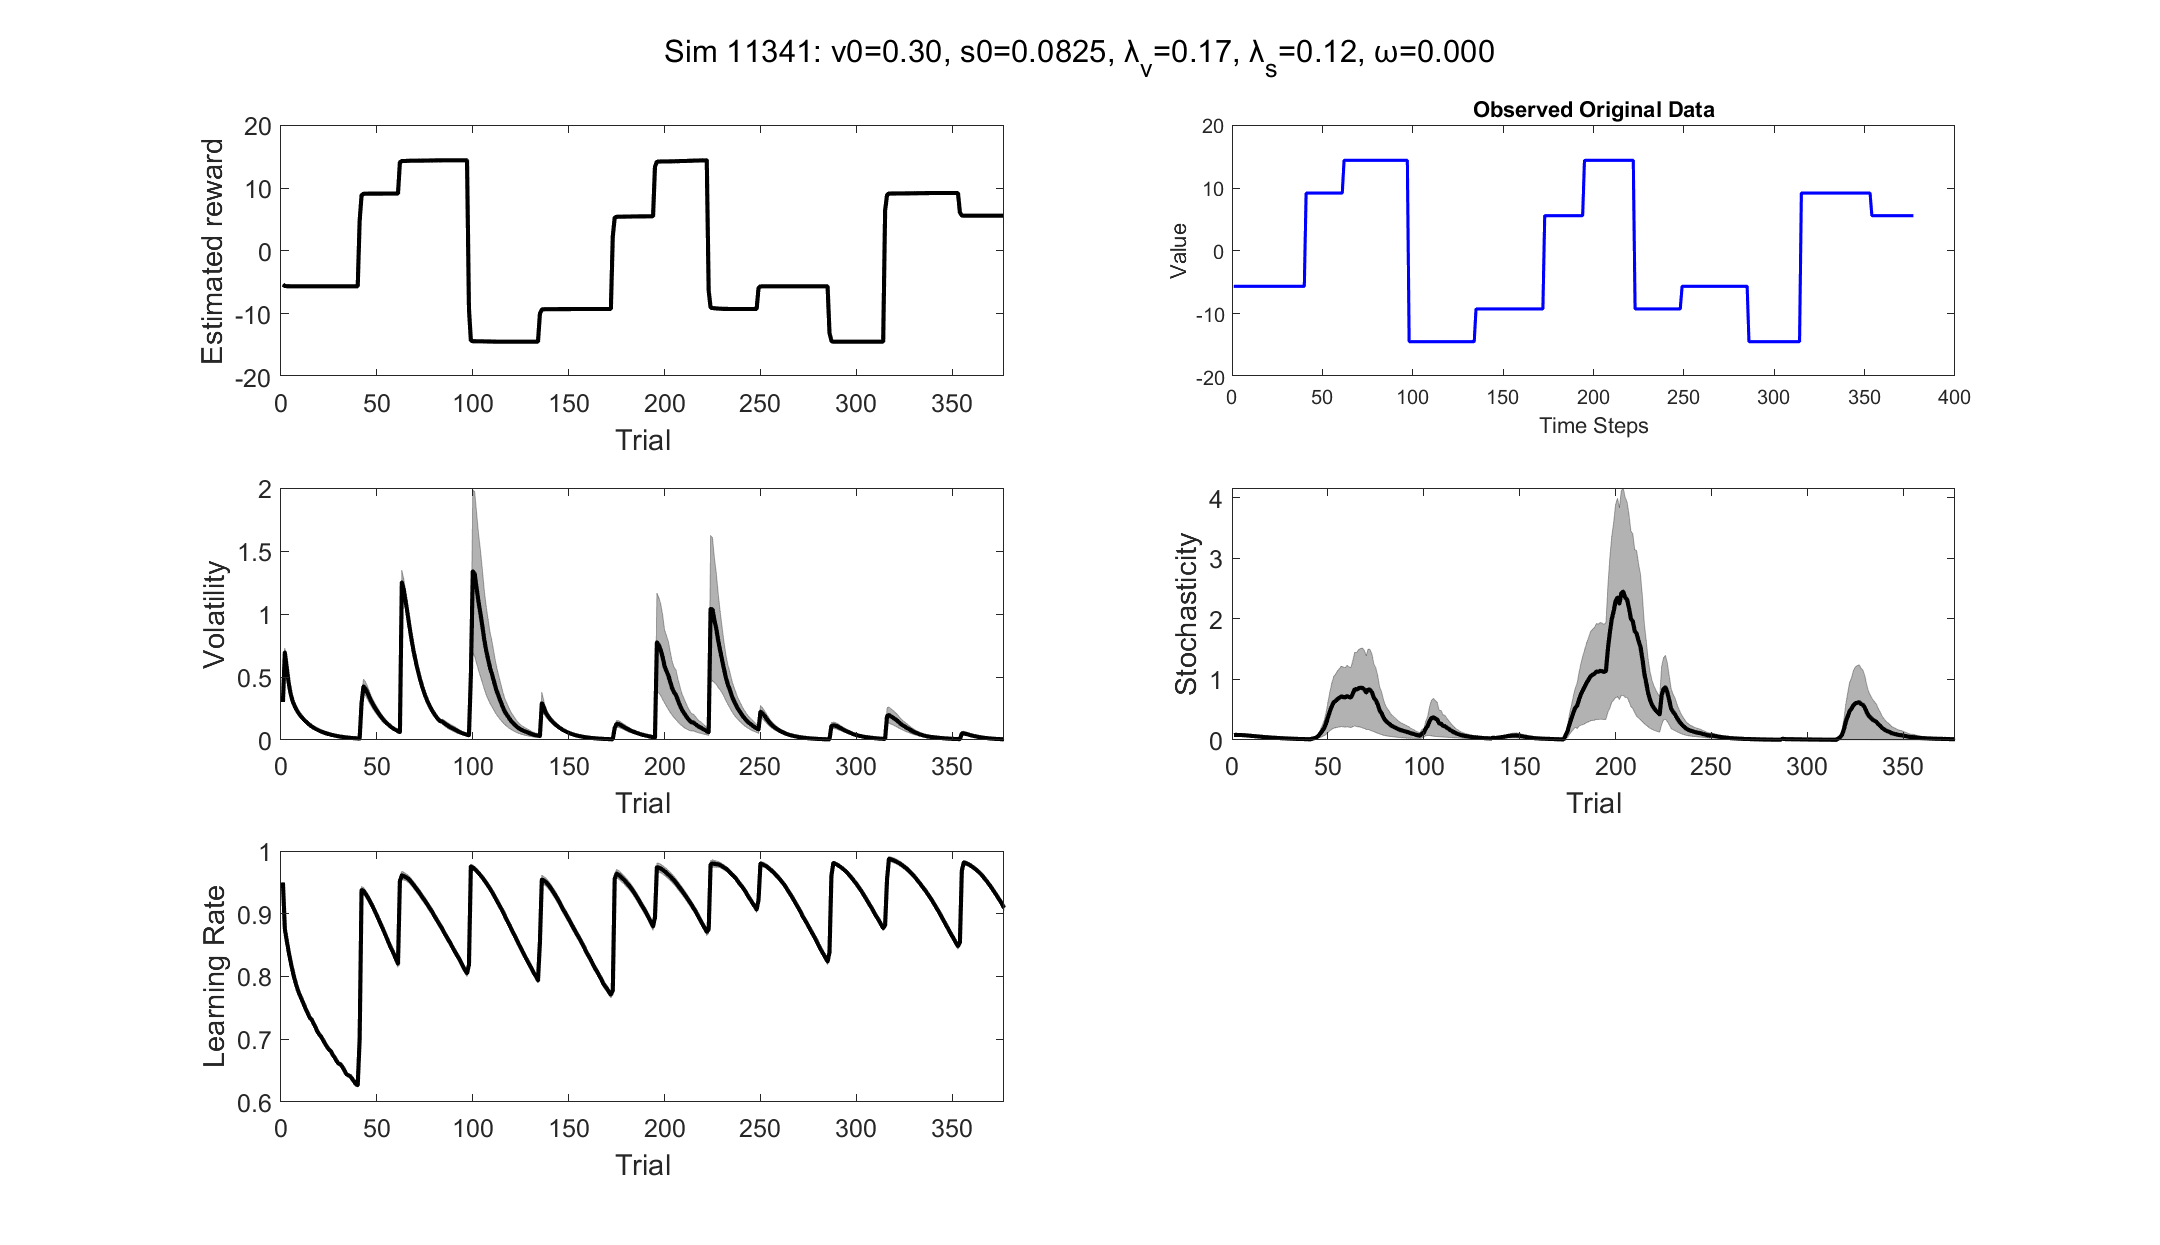 Sim 11341: v0=0.30, s0=0.0825, λ_v=0.17, λ_s=0.12, ω=0.000
Estimated reward
20
10
0
-10
-20
0 50 100 150 200 250 300 350
Trial
Observed Original Data
Value
20
10
0
-10
-20
0 50 100 150 200 250 300 350 400
Time Steps
Volatility
2
1.5
1
0.5
0
0 50 100 150 200 250 300 350
Trial
Stochasticity
4
3
2
1
0
0 50 100 150 200 250 300 350
Trial
Learning Rate
1
0.9
0.8
0.7
0.6
0 50 100 150 200 250 300 350
Trial